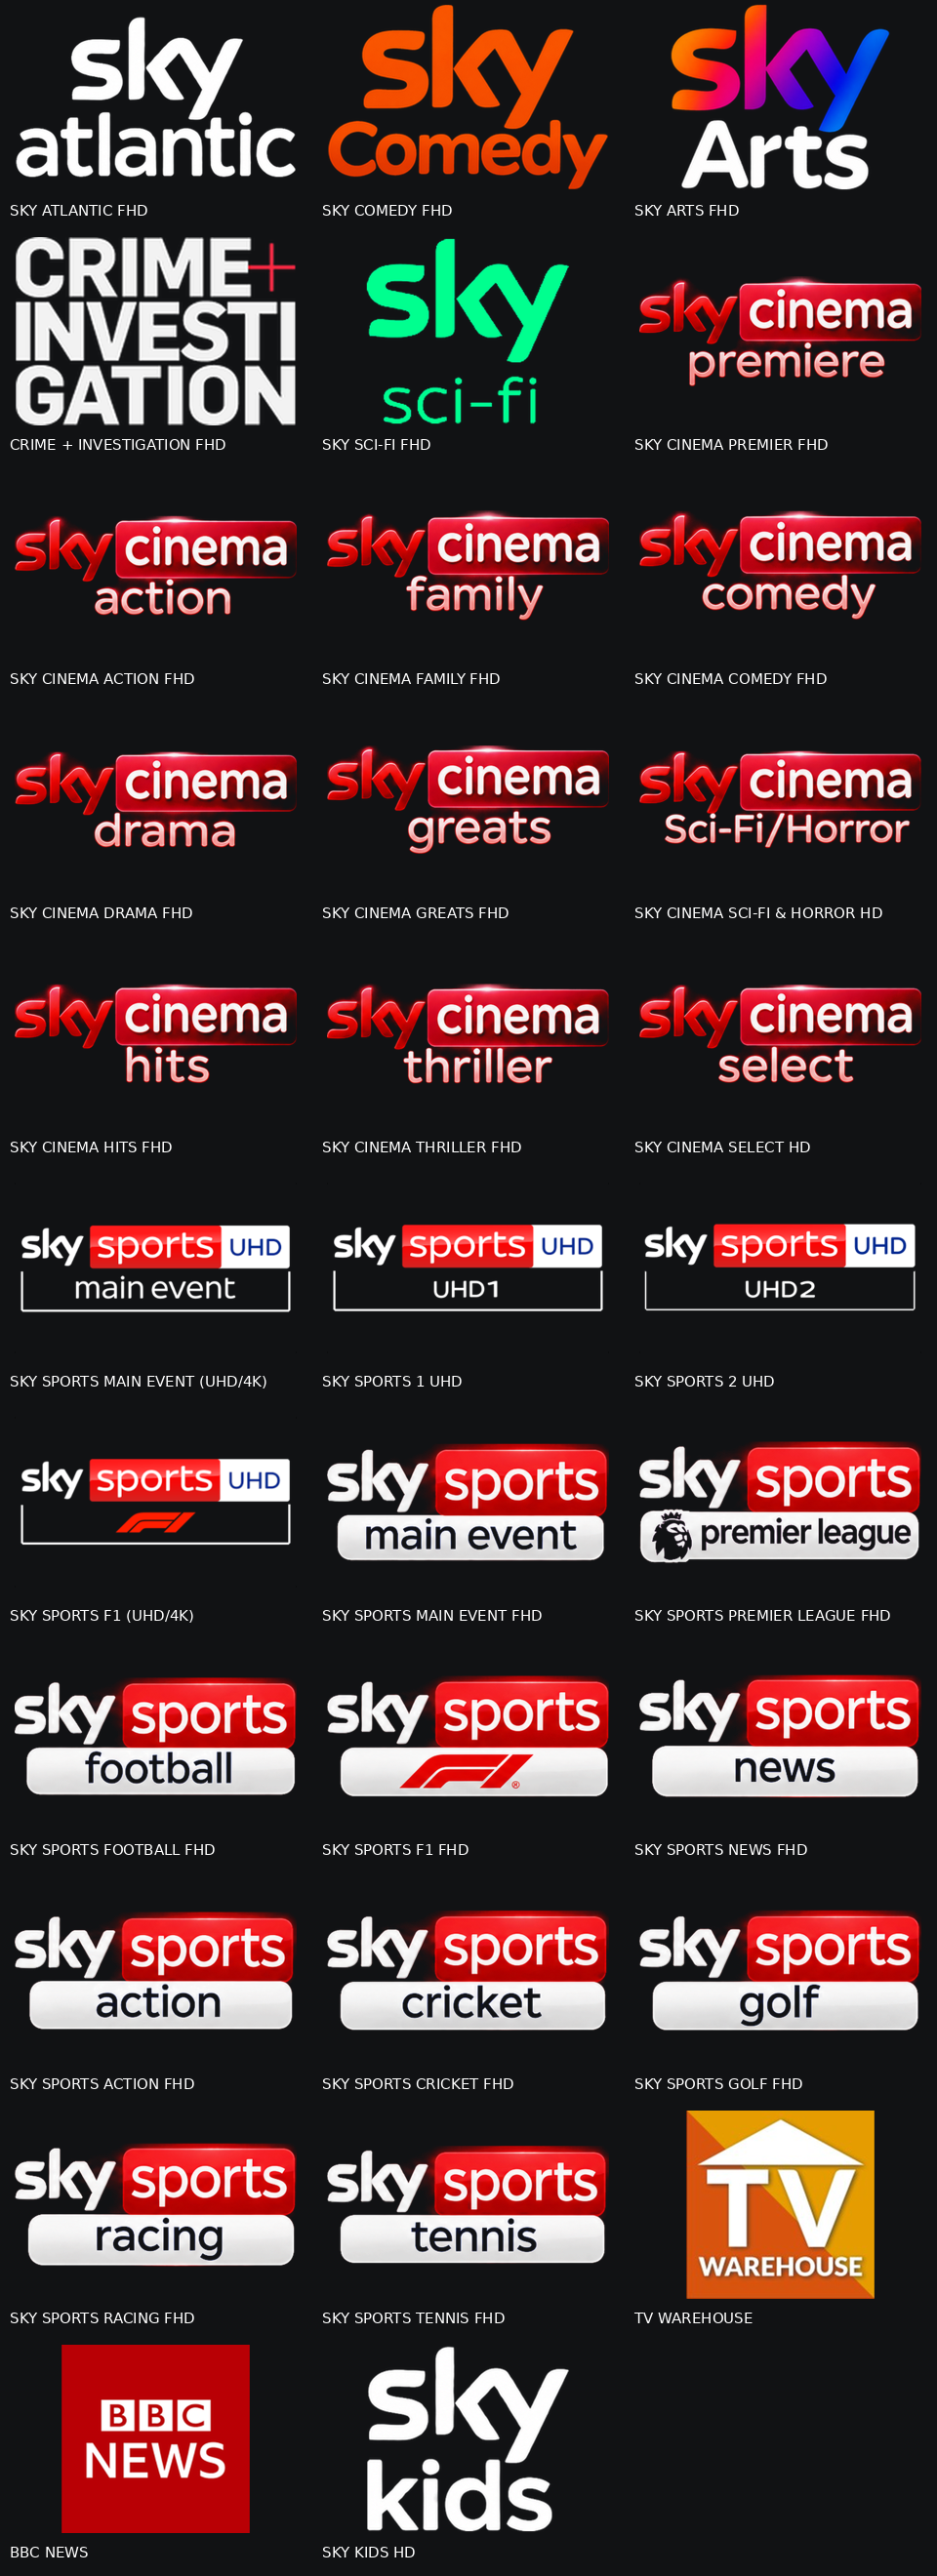 sky
atlantic
SKY ATLANTIC FHD
sky
Comedy
SKY COMEDY FHD
sky
Arts
SKY ARTS FHD
CRIME+
INVESTI
GATION
CRIME + INVESTIGATION FHD
sky
sci-fi
SKY SCI-FI FHD
sky cinema
premiere
SKY CINEMA PREMIER FHD
sky cinema
action
SKY CINEMA ACTION FHD
sky cinema
family
SKY CINEMA FAMILY FHD
sky cinema
comedy
SKY CINEMA COMEDY FHD
sky cinema
drama
SKY CINEMA DRAMA FHD
sky cinema
greats
SKY CINEMA GREATS FHD
sky cinema
Sci-Fi/Horror
SKY CINEMA SCI-FI & HORROR HD
sky cinema
hits
SKY CINEMA HITS FHD
sky cinema
thriller
SKY CINEMA THRILLER FHD
sky cinema
select
SKY CINEMA SELECT HD
sky sports UHD
main event
SKY SPORTS MAIN EVENT (UHD/4K)
sky sports UHD
UHD1
SKY SPORTS 1 UHD
sky sports UHD
UHD2
SKY SPORTS 2 UHD
sky sports UHD
F1
SKY SPORTS F1 (UHD/4K)
sky sports
main event
SKY SPORTS MAIN EVENT FHD
sky sports
premier league
SKY SPORTS PREMIER LEAGUE FHD
sky sports
football
SKY SPORTS FOOTBALL FHD
sky sports
F1®
SKY SPORTS F1 FHD
sky sports
news
SKY SPORTS NEWS FHD
sky sports
action
SKY SPORTS ACTION FHD
sky sports
cricket
SKY SPORTS CRICKET FHD
sky sports
golf
SKY SPORTS GOLF FHD
sky sports
racing
SKY SPORTS RACING FHD
sky sports
tennis
SKY SPORTS TENNIS FHD
TV
WAREHOUSE
TV WAREHOUSE
BBC
NEWS
BBC NEWS
sky
kids
SKY KIDS HD